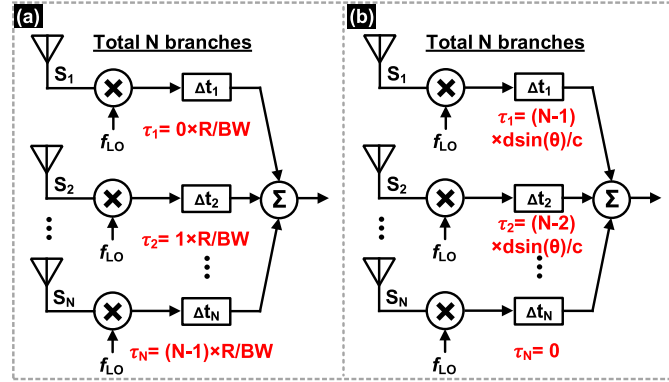 (a)
Total N branches
S1
Δt1
fLO
τ1= 0×R/BW
S2
Δt2
Σ
fLO
τ2= 1×R/BW
SN
ΔtN
fLO
τN= (N-1)×R/BW
(b)
Total N branches
S1
Δt1
fLO
τ1= (N-1)
×dsin(θ)/c
S2
Δt2
Σ
fLO
τ2= (N-2)
×dsin(θ)/c
SN
ΔtN
fLO
τN= 0